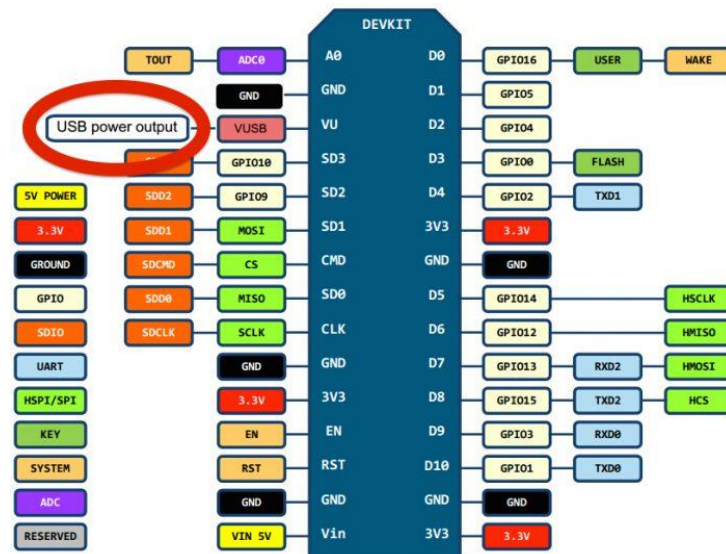 DEVKIT
TOUT ADC0 A0 D0 GPIO16 USER WAKE
GND GND D1 GPIO5
USB power output VUSB VU D2 GPIO4
GPIO10 SD3 D3 GPIO0 FLASH
5V POWER SDD2 GPIO9 SD2 D4 GPIO2 TXD1
3.3V SDD1 MOSI SD1 3V3 3.3V
GROUND SDCMD CS CMD GND GND
GPIO SDD0 MISO SD0 D5 GPIO14 HSCLK
SDIO SDCLK SCLK CLK D6 GPIO12 HMISO
UART GND GND D7 GPIO13 RXD2 HMOSI
HSPI/SPI 3.3V 3V3 D8 GPIO15 TXD2 HCS
KEY EN EN D9 GPIO3 RXD0
SYSTEM RST RST D10 GPIO1 TXD0
ADC GND GND GND GND
RESERVED VIN 5V Vin 3V3 3.3V